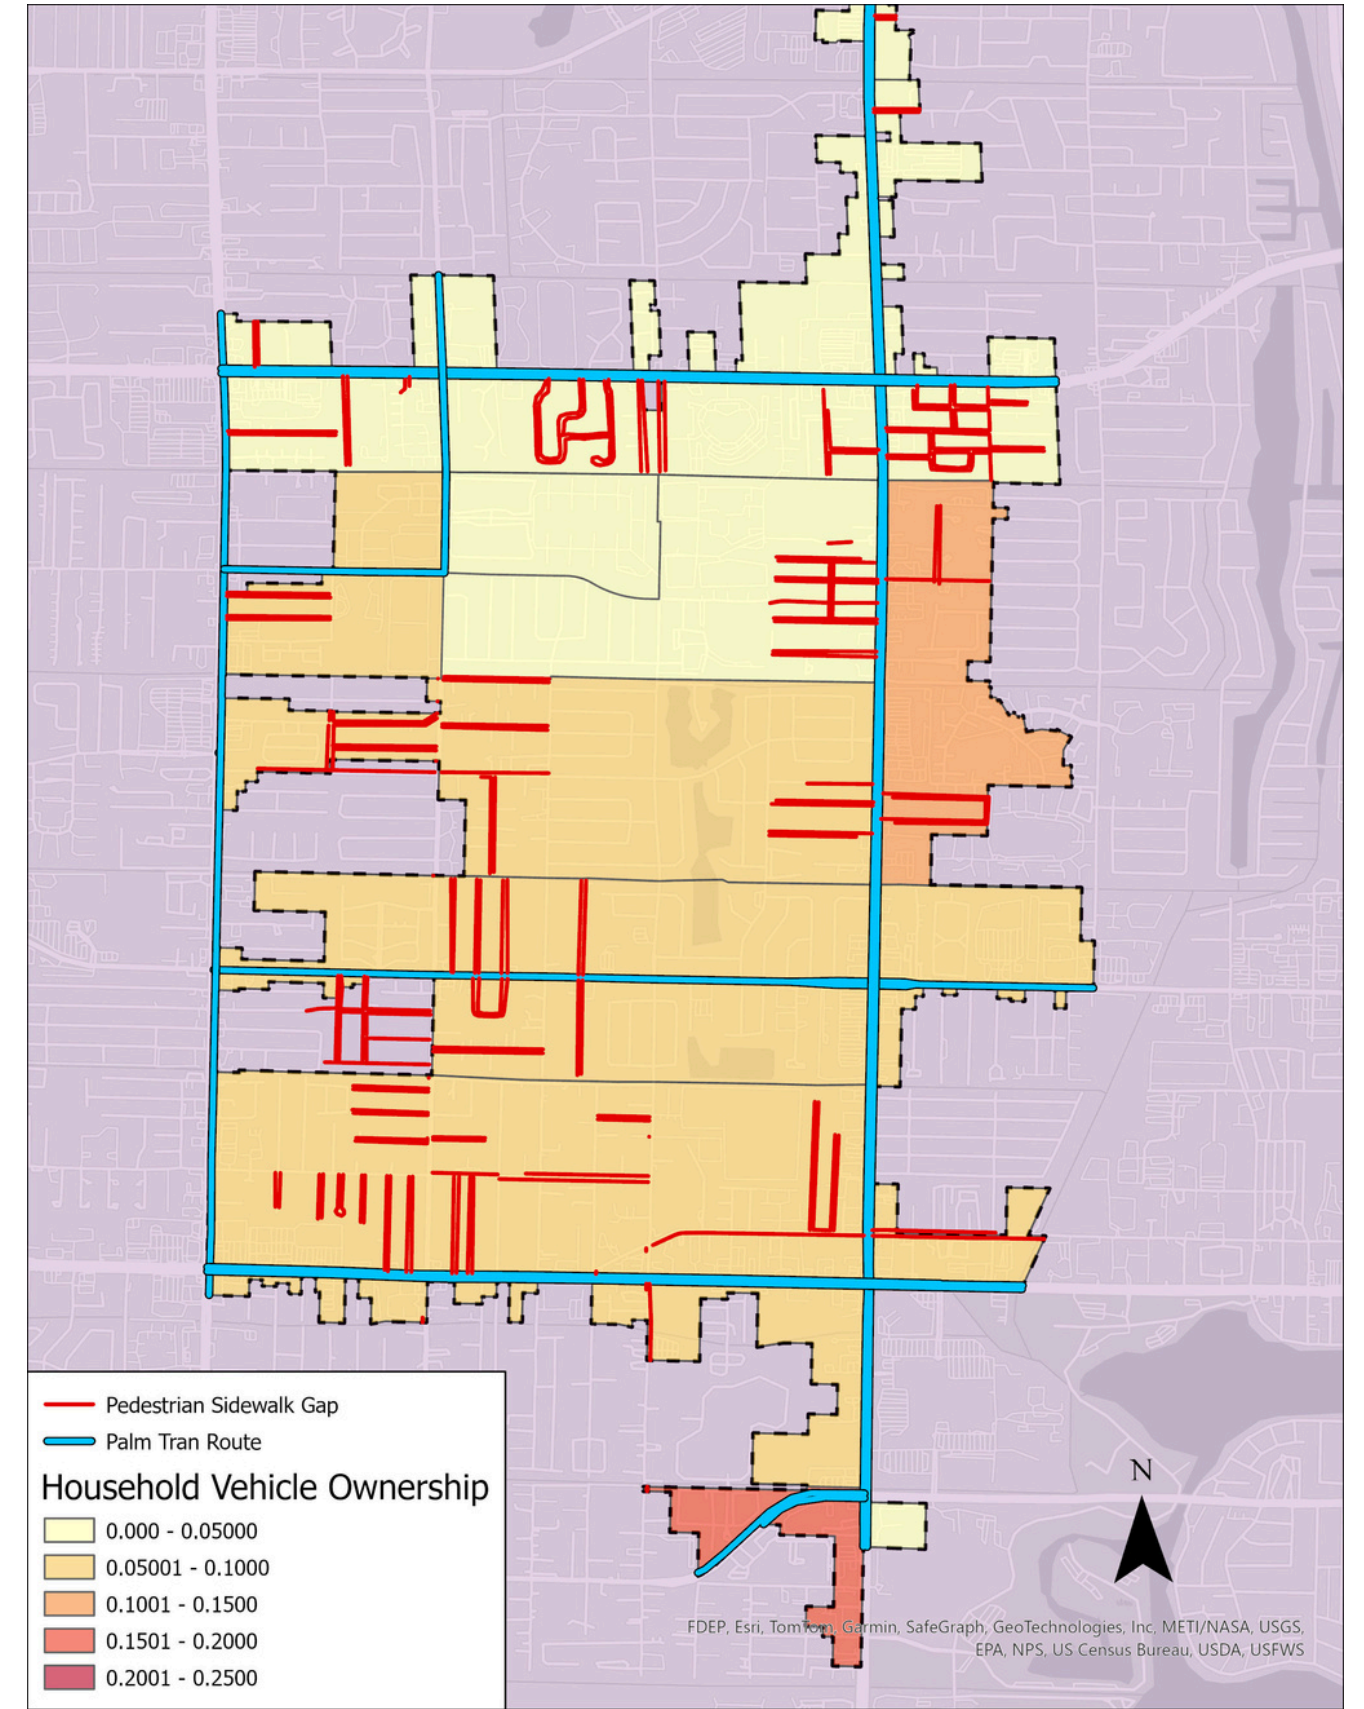 Pedestrian Sidewalk Gap
Palm Tran Route
Household Vehicle Ownership
0.000 - 0.05000
0.05001 - 0.1000
0.1001 - 0.1500
0.1501 - 0.2000
0.2001 - 0.2500
N
FDEP, Esri, TomTom, Garmin, SafeGraph, GeoTechnologies, Inc, METI/NASA, USGS,
EPA, NPS, US Census Bureau, USDA, USFWS